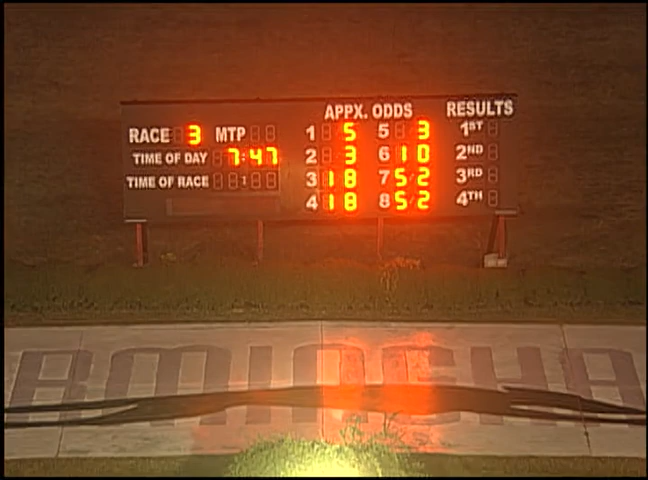 APPX. ODDS RESULTS
RACE 3 MTP 1 5 5 3 1ST
TIME OF DAY 7:47 2 3 6 10 2ND
TIME OF RACE : 3 18 7 5/2 3RD
4 18 8 5/2 4TH